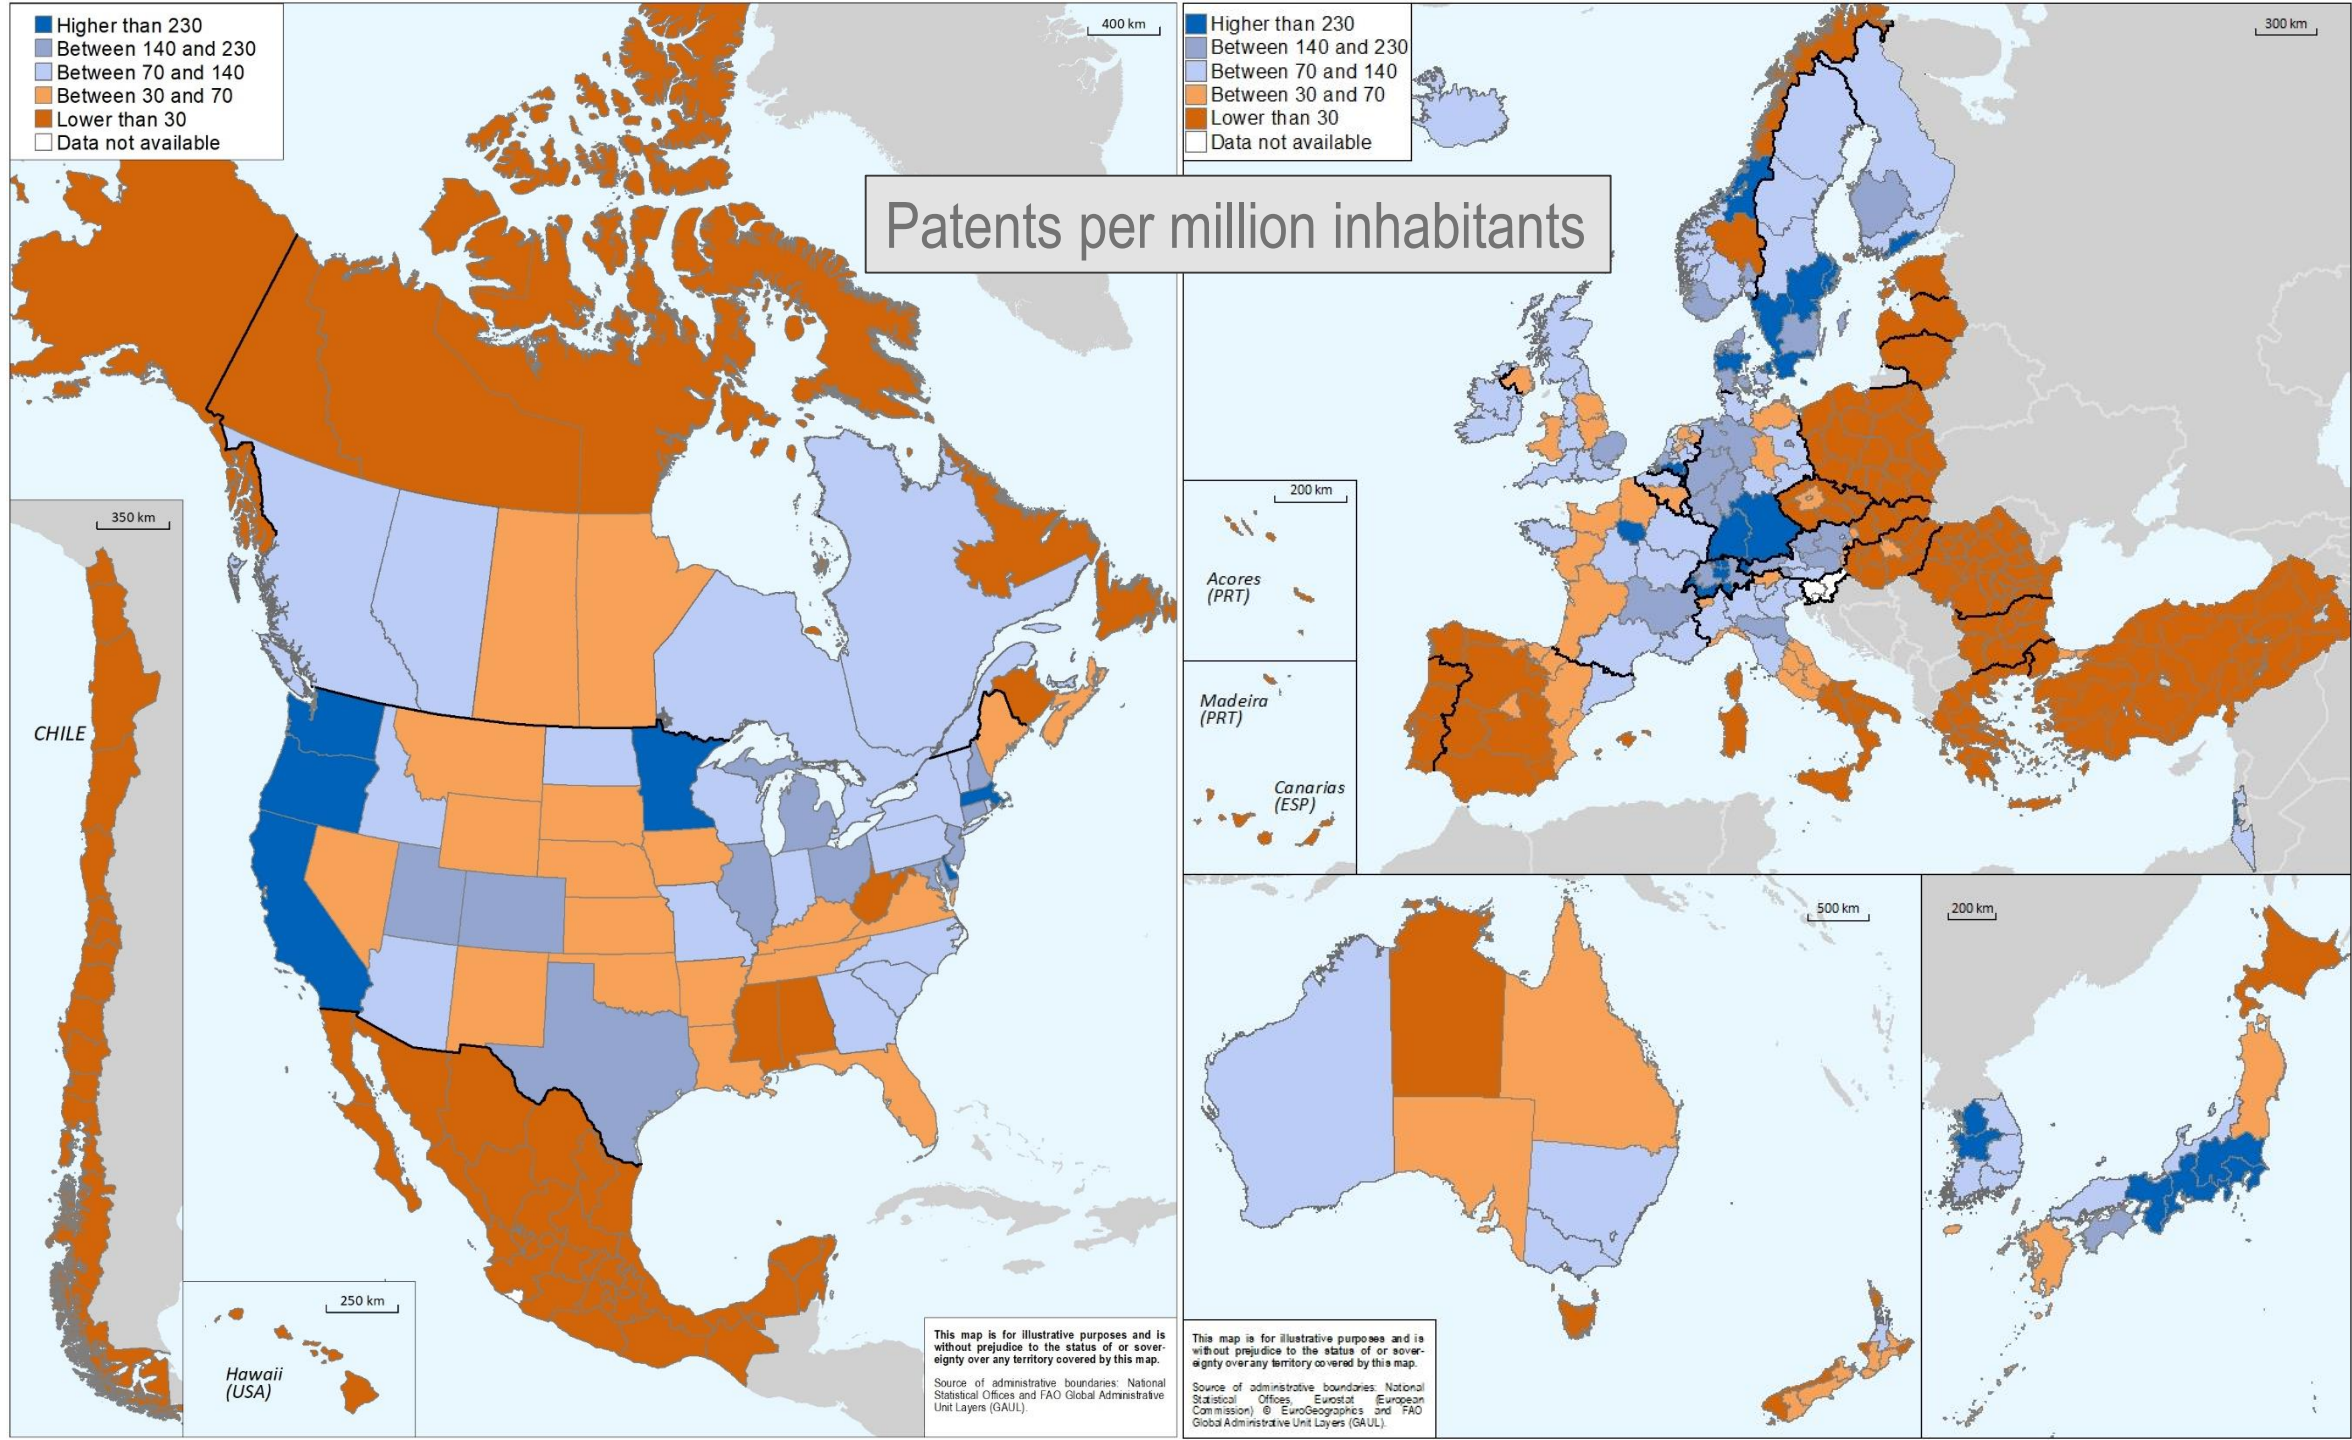 Higher than 230
Between 140 and 230
Between 70 and 140
Between 30 and 70
Lower than 30
Data not available
400 km
Higher than 230
Between 140 and 230
Between 70 and 140
Between 30 and 70
Lower than 30
Data not available
300 km
Patents per million inhabitants
350 km
CHILE
200 km
Acores
(PRT)
Madeira
(PRT)
Canarias
(ESP)
500 km
200 km
250 km
Hawaii
(USA)
This map is for illustrative purposes and is
without prejudice to the status of or sover-
eignty over any territory covered by this map.
Source of administrative boundaries: National
Statistical Offices and FAO Global Administrative
Unit Layers (GAUL).
This map is for illustrative purposes and is
without prejudice to the status of or sover-
eignty over any territory covered by this map.
Source of administrative boundaries: National
Statistical Offices, Eurostat (European
Commission) © EuroGeographics and FAO
Global Administrative Unit Layers (GAUL).